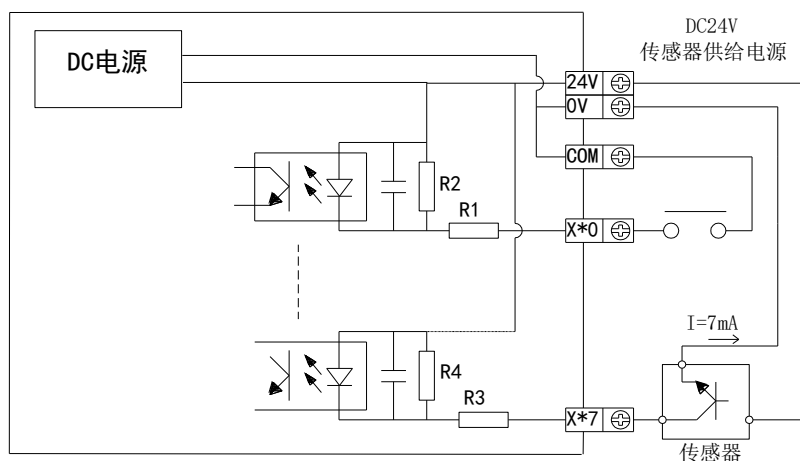 DC24V
传感器供给电源
DC电源
24V
0V
COM
R2
R1
X*0
I=7mA
R4
R3
X*7
传感器